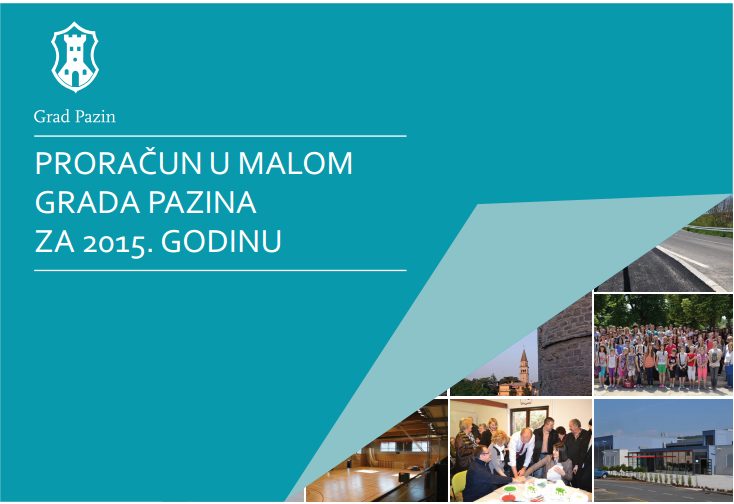 Grad Pazin
PRORAČUN U MALOM
GRADA PAZINA
ZA 2015. GODINU